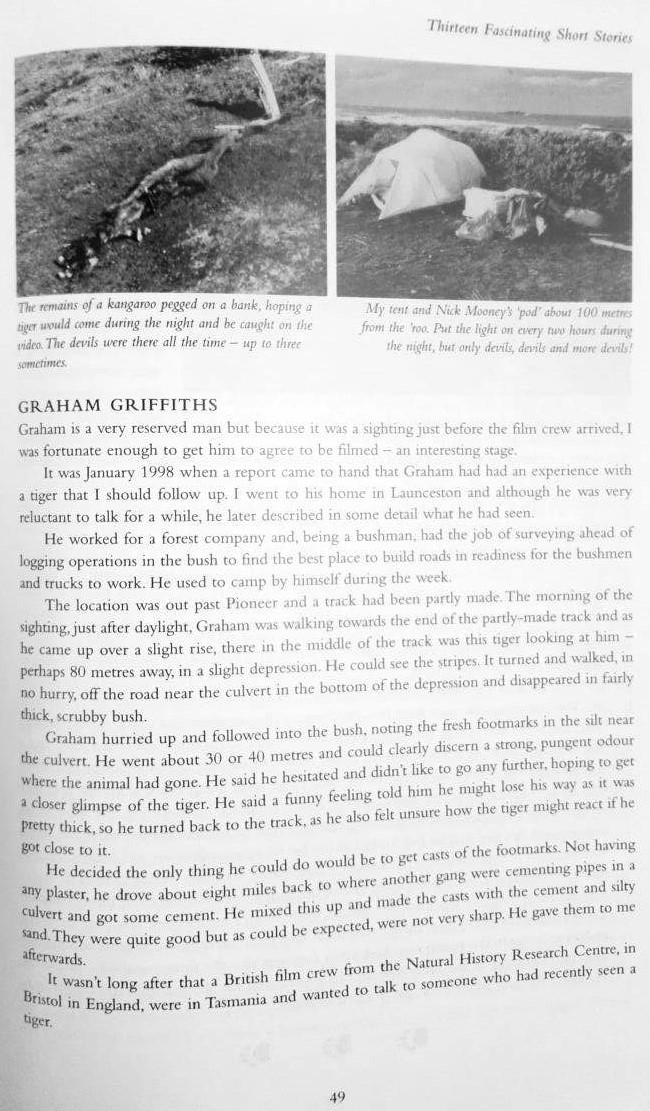 Thirteen Fascinating Short Stories
The remains of a kangaroo pegged on a bank, hoping a
tiger would come during the night and be caught on the
video. The devils were there all the time – up to three
sometimes.
My tent and Nick Mooney's 'pod' about 100 metres
from the 'roo. Put the light on every two hours during
the night, but only devils, devils and more devils!
GRAHAM GRIFFITHS
Graham is a very reserved man but because it was a sighting just before the film crew arrived, I
was fortunate enough to get him to agree to be filmed – an interesting stage.
It was January 1998 when a report came to hand that Graham had had an experience with
a tiger that I should follow up. I went to his home in Launceston and although he was very
reluctant to talk for a while, he later described in some detail what he had seen.
He worked for a forest company and, being a bushman, had the job of surveying ahead of
logging operations in the bush to find the best place to build roads in readiness for the bushmen
and trucks to work. He used to camp by himself during the week.
The location was out past Pioneer and a track had been partly made. The morning of the
sighting, just after daylight, Graham was walking towards the end of the partly-made track and as
he came up over a slight rise, there in the middle of the track was this tiger looking at him –
perhaps 80 metres away, in a slight depression. He could see the stripes. It turned and walked, in
no hurry, off the road near the culvert in the bottom of the depression and disappeared in fairly
thick, scrubby bush.
Graham hurried up and followed into the bush, noting the fresh footmarks in the silt near
the culvert. He went about 30 or 40 metres and could clearly discern a strong, pungent odour
where the animal had gone. He said he hesitated and didn't like to go any further, hoping to get
a closer glimpse of the tiger. He said a funny feeling told him he might lose his way as it was
pretty thick, so he turned back to the track, as he also felt unsure how the tiger might react if he
got close to it.
He decided the only thing he could do would be to get casts of the footmarks. Not having
any plaster, he drove about eight miles back to where another gang were cementing pipes in a
culvert and got some cement. He mixed this up and made the casts with the cement and silty
sand. They were quite good but as could be expected, were not very sharp. He gave them to me
afterwards.
It wasn't long after that a British film crew from the Natural History Research Centre, in
Bristol in England, were in Tasmania and wanted to talk to someone who had recently seen a
tiger.
49